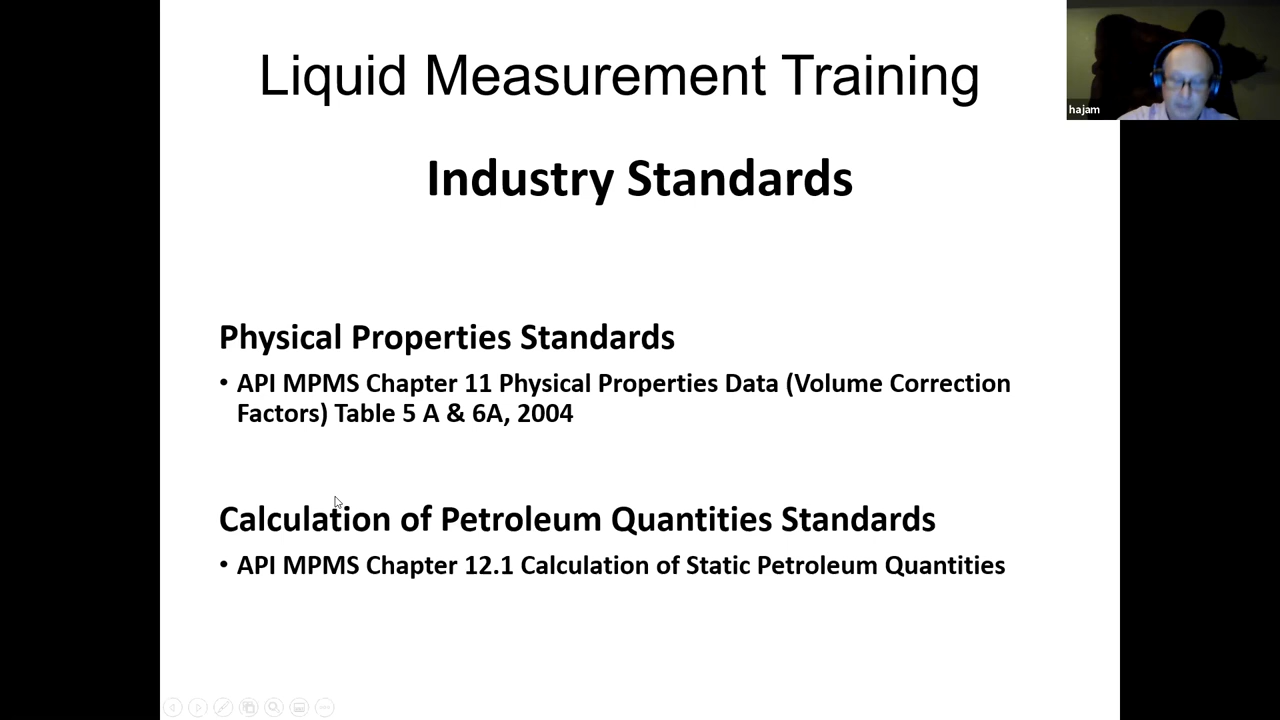 Liquid Measurement Training
hajam
Industry Standards
Physical Properties Standards
• API MPMS Chapter 11 Physical Properties Data (Volume Correction
Factors) Table 5 A & 6A, 2004
Calculation of Petroleum Quantities Standards
• API MPMS Chapter 12.1 Calculation of Static Petroleum Quantities